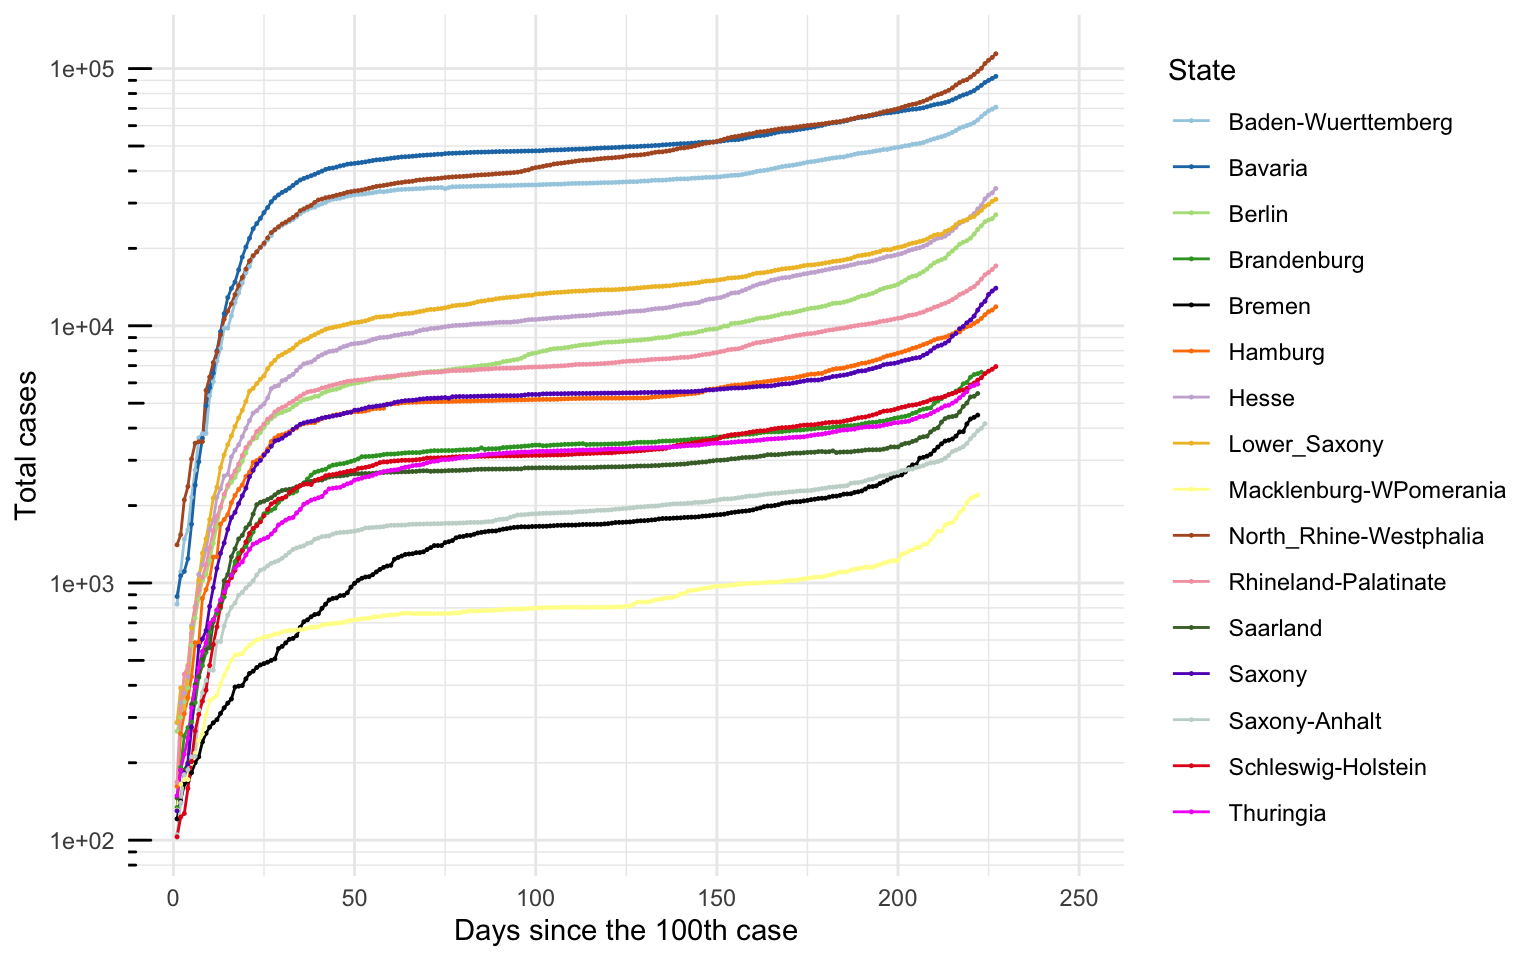 1e+05
1e+04
1e+03
1e+02
Total cases
0 50 100 150 200 250
Days since the 100th case
State
Baden-Wuerttemberg
Bavaria
Berlin
Brandenburg
Bremen
Hamburg
Hesse
Lower_Saxony
Macklenburg-WPomerania
North_Rhine-Westphalia
Rhineland-Palatinate
Saarland
Saxony
Saxony-Anhalt
Schleswig-Holstein
Thuringia